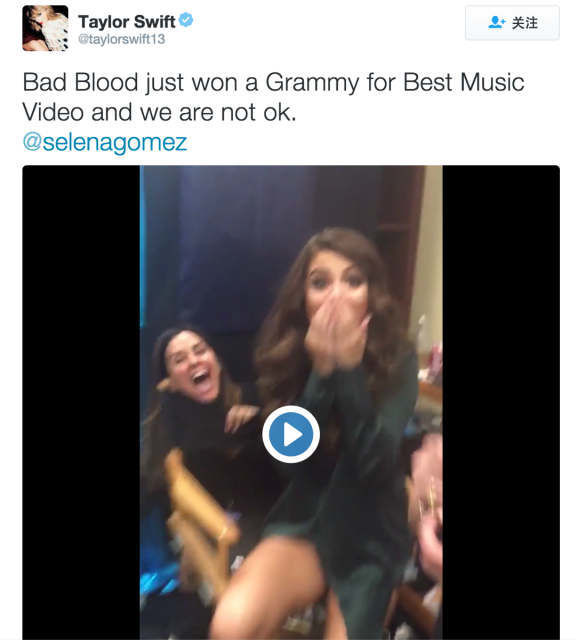 Taylor Swift
@taylorswift13
关注
Bad Blood just won a Grammy for Best Music
Video and we are not ok.
@selenagomez